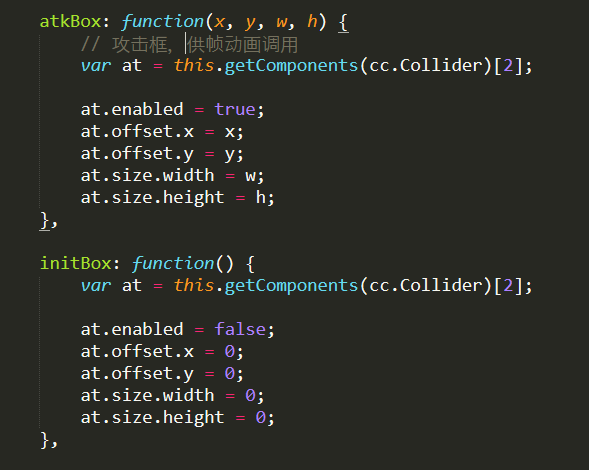 atkBox: function(x, y, w, h) {
// 攻击框，供帧动画调用
var at = this.getComponents(cc.Collider)[2];
at.enabled = true;
at.offset.x = x;
at.offset.y = y;
at.size.width = w;
at.size.height = h;
},
initBox: function() {
var at = this.getComponents(cc.Collider)[2];
at.enabled = false;
at.offset.x = 0;
at.offset.y = 0;
at.size.width = 0;
at.size.height = 0;
},